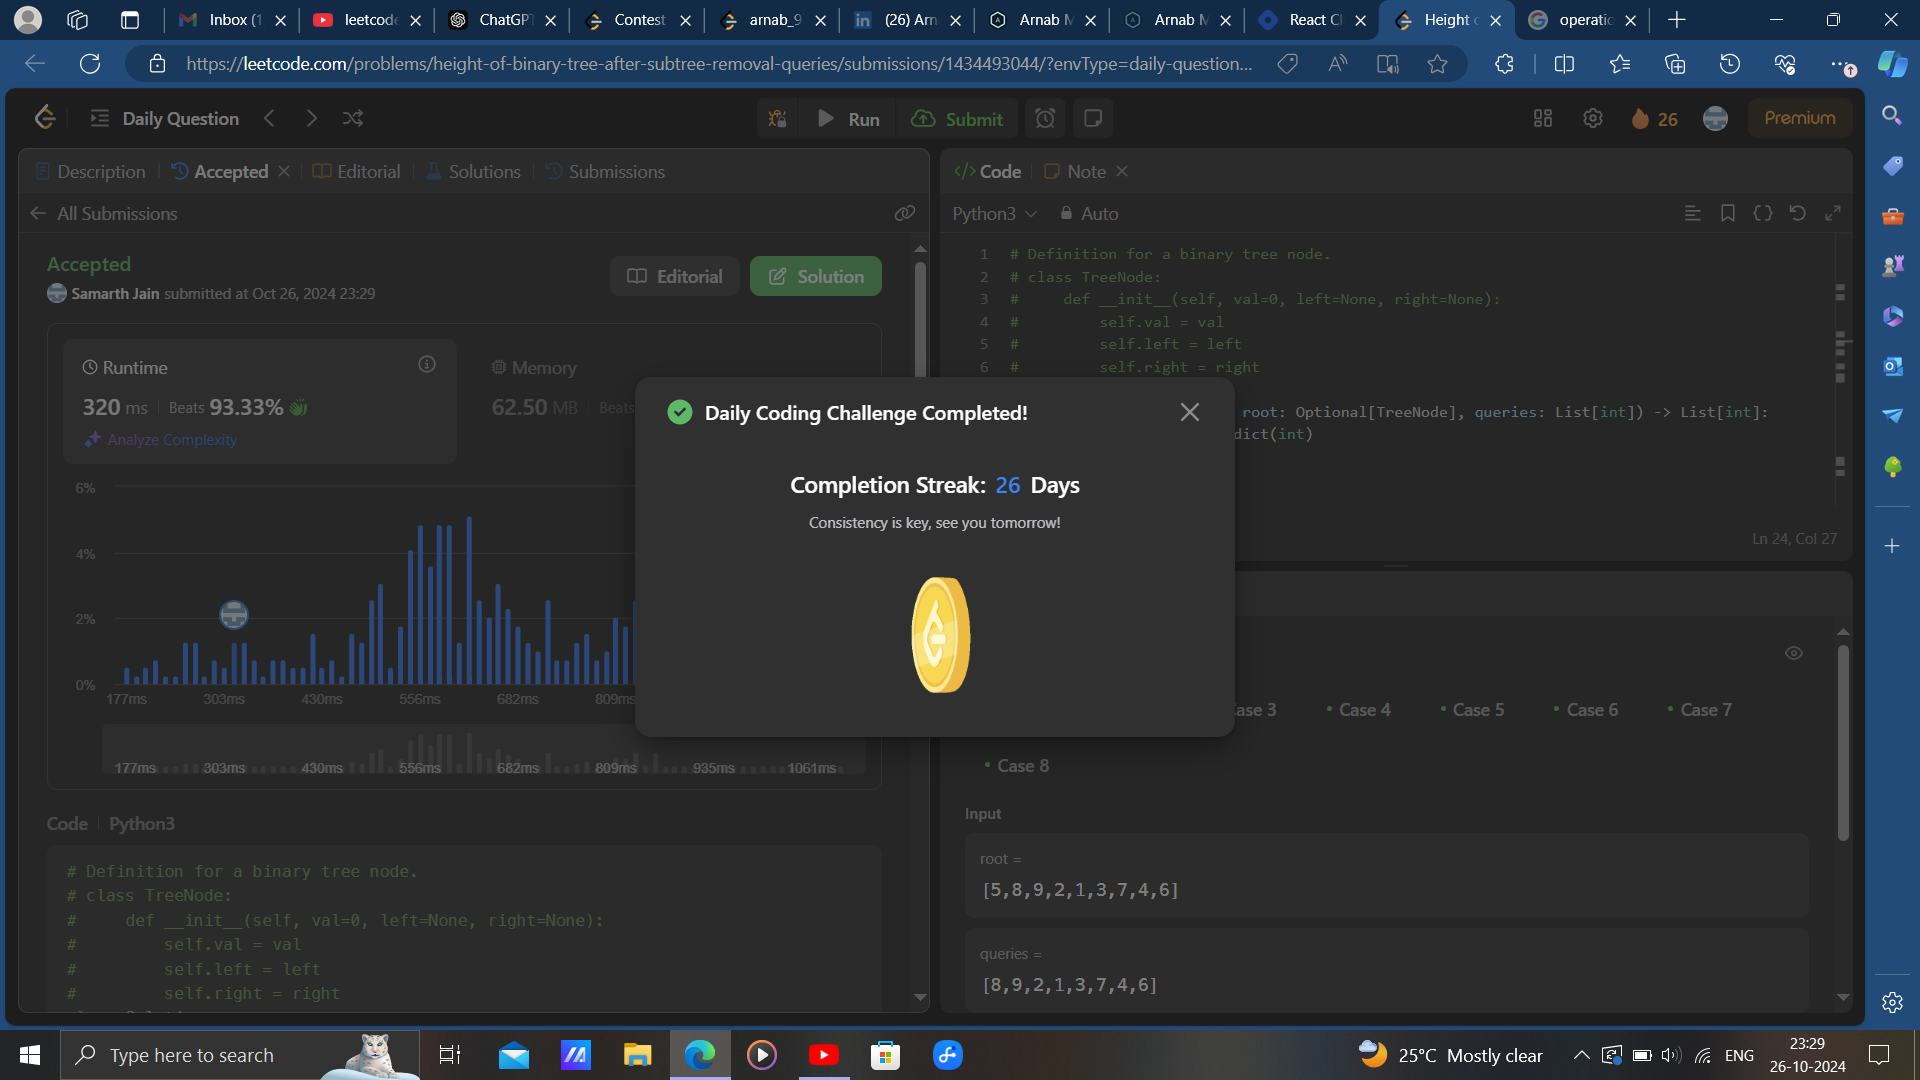 Inbox (1
leetcode
ChatGPT
Contest
arnab_9
(26) Arn
Arnab M
Arnab M
React Cl
Height o
operatio
https://leetcode.com/problems/height-of-binary-tree-after-subtree-removal-queries/submissions/1434493044/?envType=daily-question...
Daily Question
Run
Submit
26
Premium
Description
Accepted
Editorial
Solutions
Submissions
All Submissions
Accepted
Samarth Jain submitted at Oct 26, 2024 23:29
Editorial
Solution
Runtime
320 ms
Beats 93.33%
Analyze Complexity
Memory
62.50 MB
Beats
6%
4%
2%
0%
177ms 303ms 430ms 556ms 682ms 809ms
177ms 303ms 430ms 556ms 682ms 809ms 935ms 1061ms
Code
Python3
# Definition for a binary tree node.
# class TreeNode:
#     def __init__(self, val=0, left=None, right=None):
#         self.val = val
#         self.left = left
#         self.right = right
Daily Coding Challenge Completed!
Completion Streak: 26 Days
Consistency is key, see you tomorrow!
</> Code
Note
Python3
Auto
1 # Definition for a binary tree node.
2 # class TreeNode:
3 #     def __init__(self, val=0, left=None, right=None):
4 #         self.val = val
5 #         self.left = left
6 #         self.right = right
root: Optional[TreeNode], queries: List[int]) -> List[int]:
dict(int)
Ln 24, Col 27
ase 3
Case 4
Case 5
Case 6
Case 7
Case 8
Input
root =
[5,8,9,2,1,3,7,4,6]
queries =
[8,9,2,1,3,7,4,6]
Type here to search
25°C Mostly clear
ENG
23:29
26-10-2024